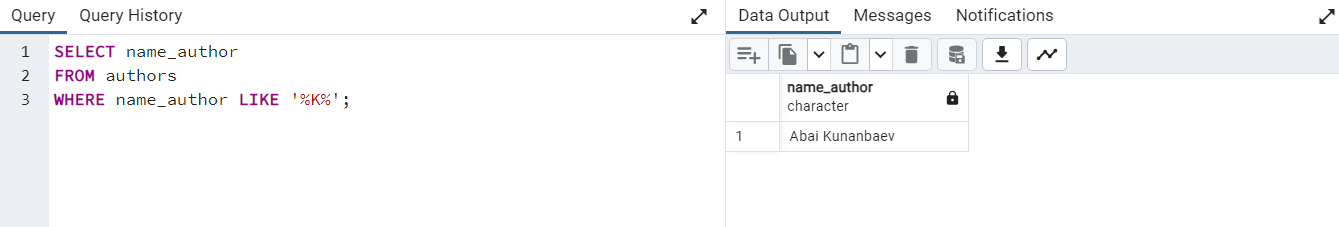 Query Query History
1 SELECT name_author
2 FROM authors
3 WHERE name_author LIKE '%K%';
Data Output Messages Notifications
name_author
character
1 Abai Kunanbaev